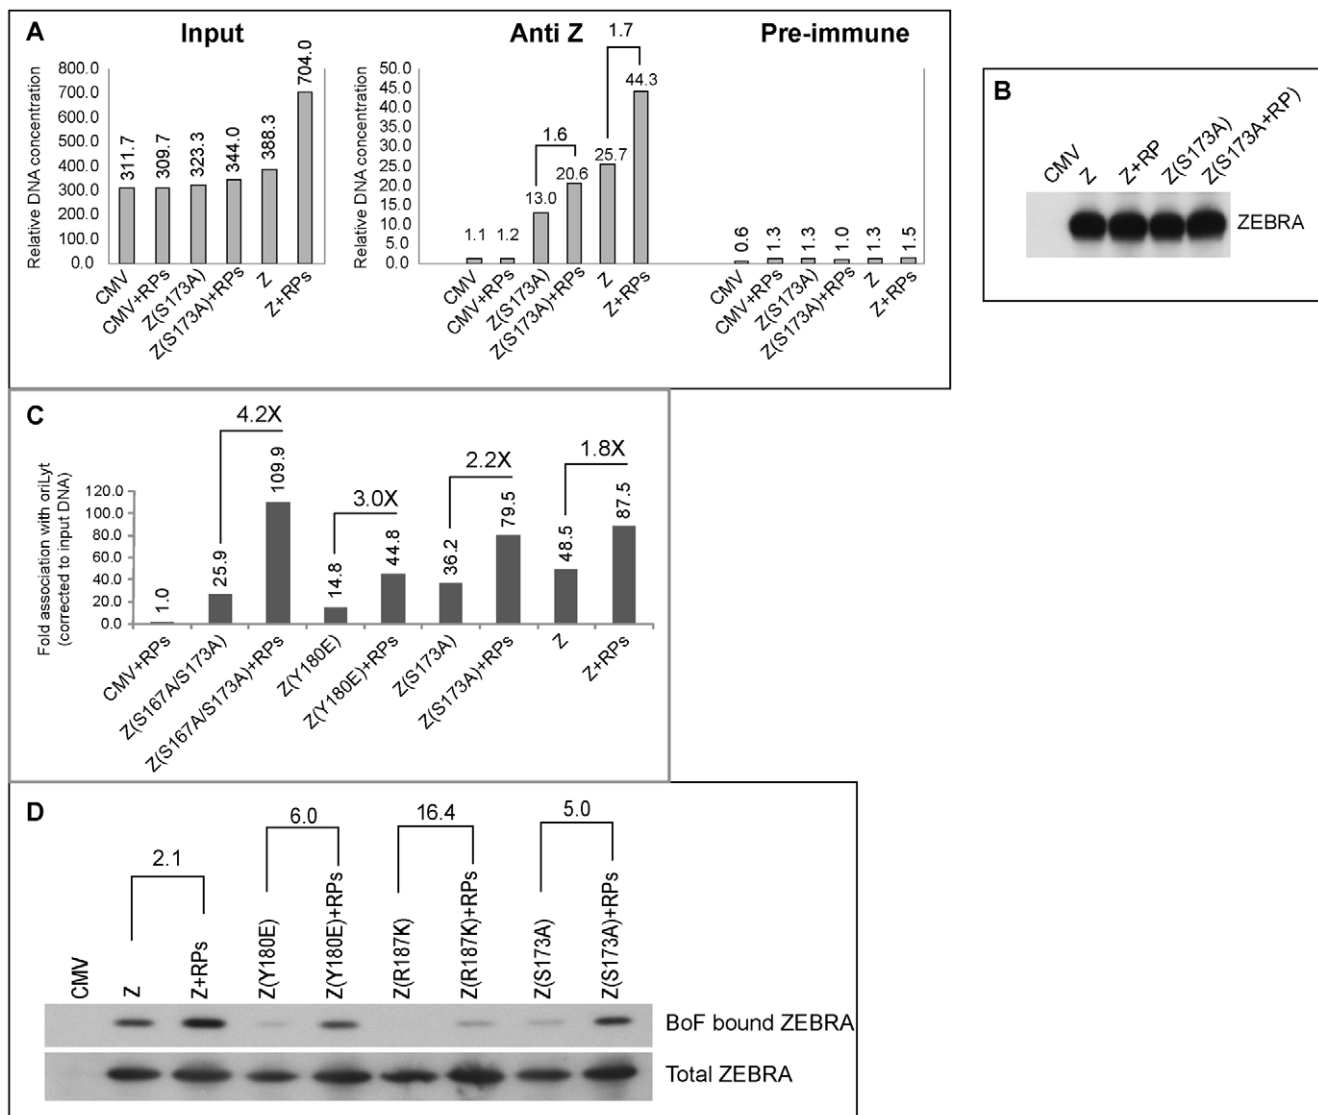 A
Input
Anti Z
Pre-immune
Relative DNA concentration
800.0
700.0
600.0
500.0
400.0
300.0
200.0
100.0
0.0
311.7
309.7
323.3
344.0
388.3
704.0
CMV
CMV+RPs
Z(S173A)
Z(S173A)+RPs
Z
Z+RPs
Relative DNA concentration
50.0
45.0
40.0
35.0
30.0
25.0
20.0
15.0
10.0
5.0
0.0
1.1
1.2
13.0
20.6
25.7
44.3
1.6
1.7
CMV
CMV+RPs
Z(S173A)
Z(S173A)+RPs
Z
Z+RPs
0.6
1.3
1.3
1.0
1.3
1.5
CMV
CMV+RPs
Z(S173A)
Z(S173A)+RPs
Z
Z+RPs
B
CMV
Z
Z+RP
Z(S173A)
Z(S173A+RP)
ZEBRA
C
Fold association with oriLyt
(corrected to input DNA)
120.0
100.0
80.0
60.0
40.0
20.0
0.0
4.2X
3.0X
2.2X
1.8X
1.0
25.9
109.9
14.8
44.8
36.2
79.5
48.5
87.5
CMV+RPs
Z(S167A/S173A)
Z(S167A/S173A)+RPs
Z(Y180E)
Z(Y180E)+RPs
Z(S173A)
Z(S173A)+RPs
Z
Z+RPs
D
2.1
6.0
16.4
5.0
CMV
Z
Z+RPs
Z(Y180E)
Z(Y180E)+RPs
Z(R187K)
Z(R187K)+RPs
Z(S173A)
Z(S173A)+RPs
BoF bound ZEBRA
Total ZEBRA